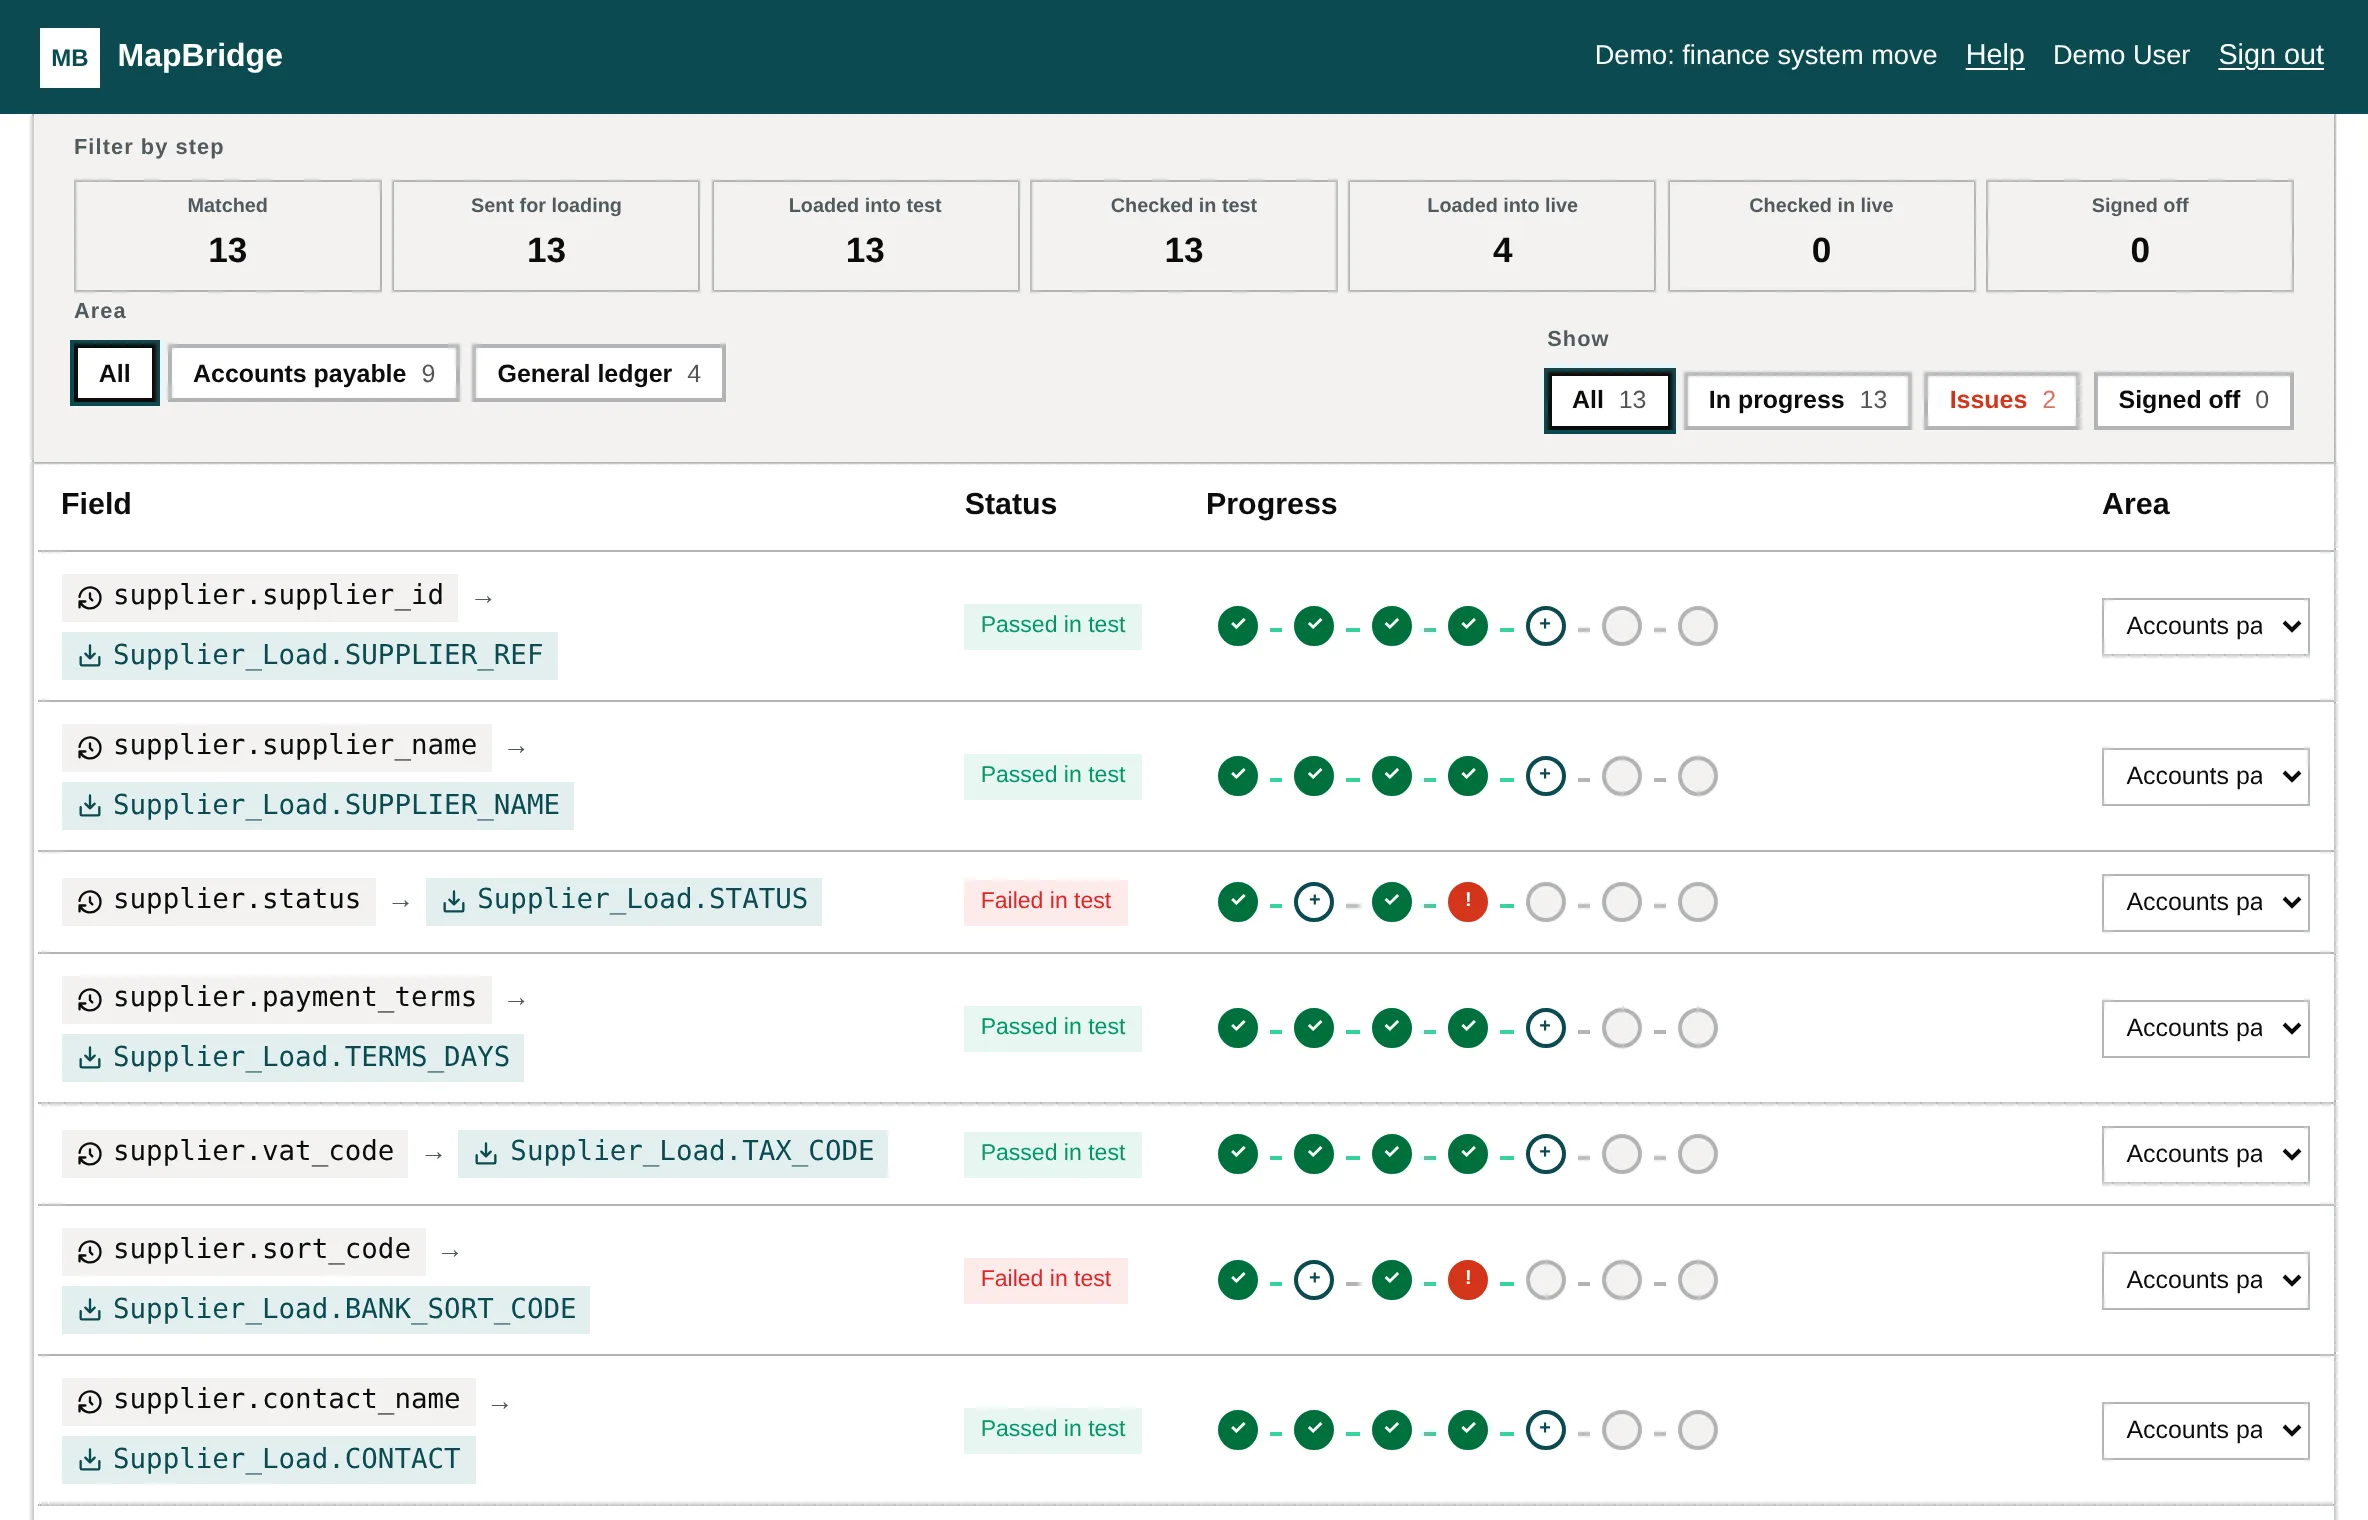 MB MapBridge Demo: finance system move Help Demo User Sign out
Filter by step
Matched Sent for loading Loaded into test Checked in test Loaded into live Checked in live Signed off
13 13 13 13 4 0 0
Area
Show
All Accounts payable 9 General ledger 4
All 13 In progress 13 Issues 2 Signed off 0
Field Status Progress Area
supplier.supplier_id →
Supplier_Load.SUPPLIER_REF
Passed in test
Accounts pa
supplier.supplier_name →
Supplier_Load.SUPPLIER_NAME
Passed in test
Accounts pa
supplier.status → Supplier_Load.STATUS
Failed in test
Accounts pa
supplier.payment_terms →
Supplier_Load.TERMS_DAYS
Passed in test
Accounts pa
supplier.vat_code → Supplier_Load.TAX_CODE
Passed in test
Accounts pa
supplier.sort_code →
Supplier_Load.BANK_SORT_CODE
Failed in test
Accounts pa
supplier.contact_name →
Supplier_Load.CONTACT
Passed in test
Accounts pa